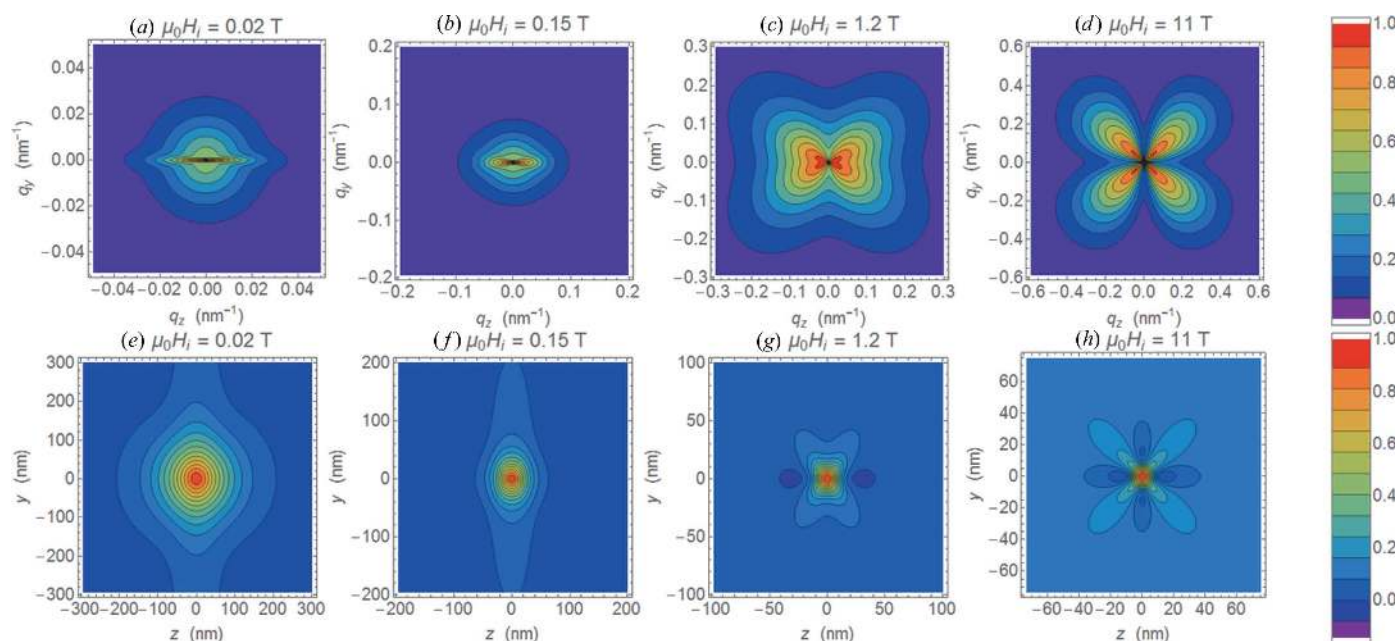 (a) μ₀Hᵢ = 0.02 T
(b) μ₀Hᵢ = 0.15 T
(c) μ₀Hᵢ = 1.2 T
(d) μ₀Hᵢ = 11 T
0.04
0.02
0.00
−0.02
−0.04
qy (nm⁻¹)
−0.04 −0.02 0.0 0.02 0.04
qz (nm⁻¹)
0.2
0.1
0.0
−0.1
−0.2
qy (nm⁻¹)
−0.2 −0.1 0.0 0.1 0.2
qz (nm⁻¹)
0.3
0.2
0.1
0.0
−0.1
−0.2
−0.3
qy (nm⁻¹)
−0.3 −0.2 −0.1 0.0 0.1 0.2 0.3
qz (nm⁻¹)
0.6
0.4
0.2
0.0
−0.2
−0.4
−0.6
qy (nm⁻¹)
−0.6 −0.4 −0.2 0.0 0.2 0.4 0.6
qz (nm⁻¹)
1.0
0.8
0.6
0.4
0.2
0.0
(e) μ₀Hᵢ = 0.02 T
(f) μ₀Hᵢ = 0.15 T
(g) μ₀Hᵢ = 1.2 T
(h) μ₀Hᵢ = 11 T
300
200
100
0
−100
−200
−300
y (nm)
−300 −200 −100 0 100 200 300
z (nm)
200
100
0
−100
−200
y (nm)
−200 −100 0 100 200
z (nm)
100
50
0
−50
−100
y (nm)
−100 −50 0 50 100
z (nm)
60
40
20
0
−20
−40
−60
y (nm)
−60 −40 −20 0 20 40 60
z (nm)
1.0
0.8
0.6
0.4
0.2
0.0